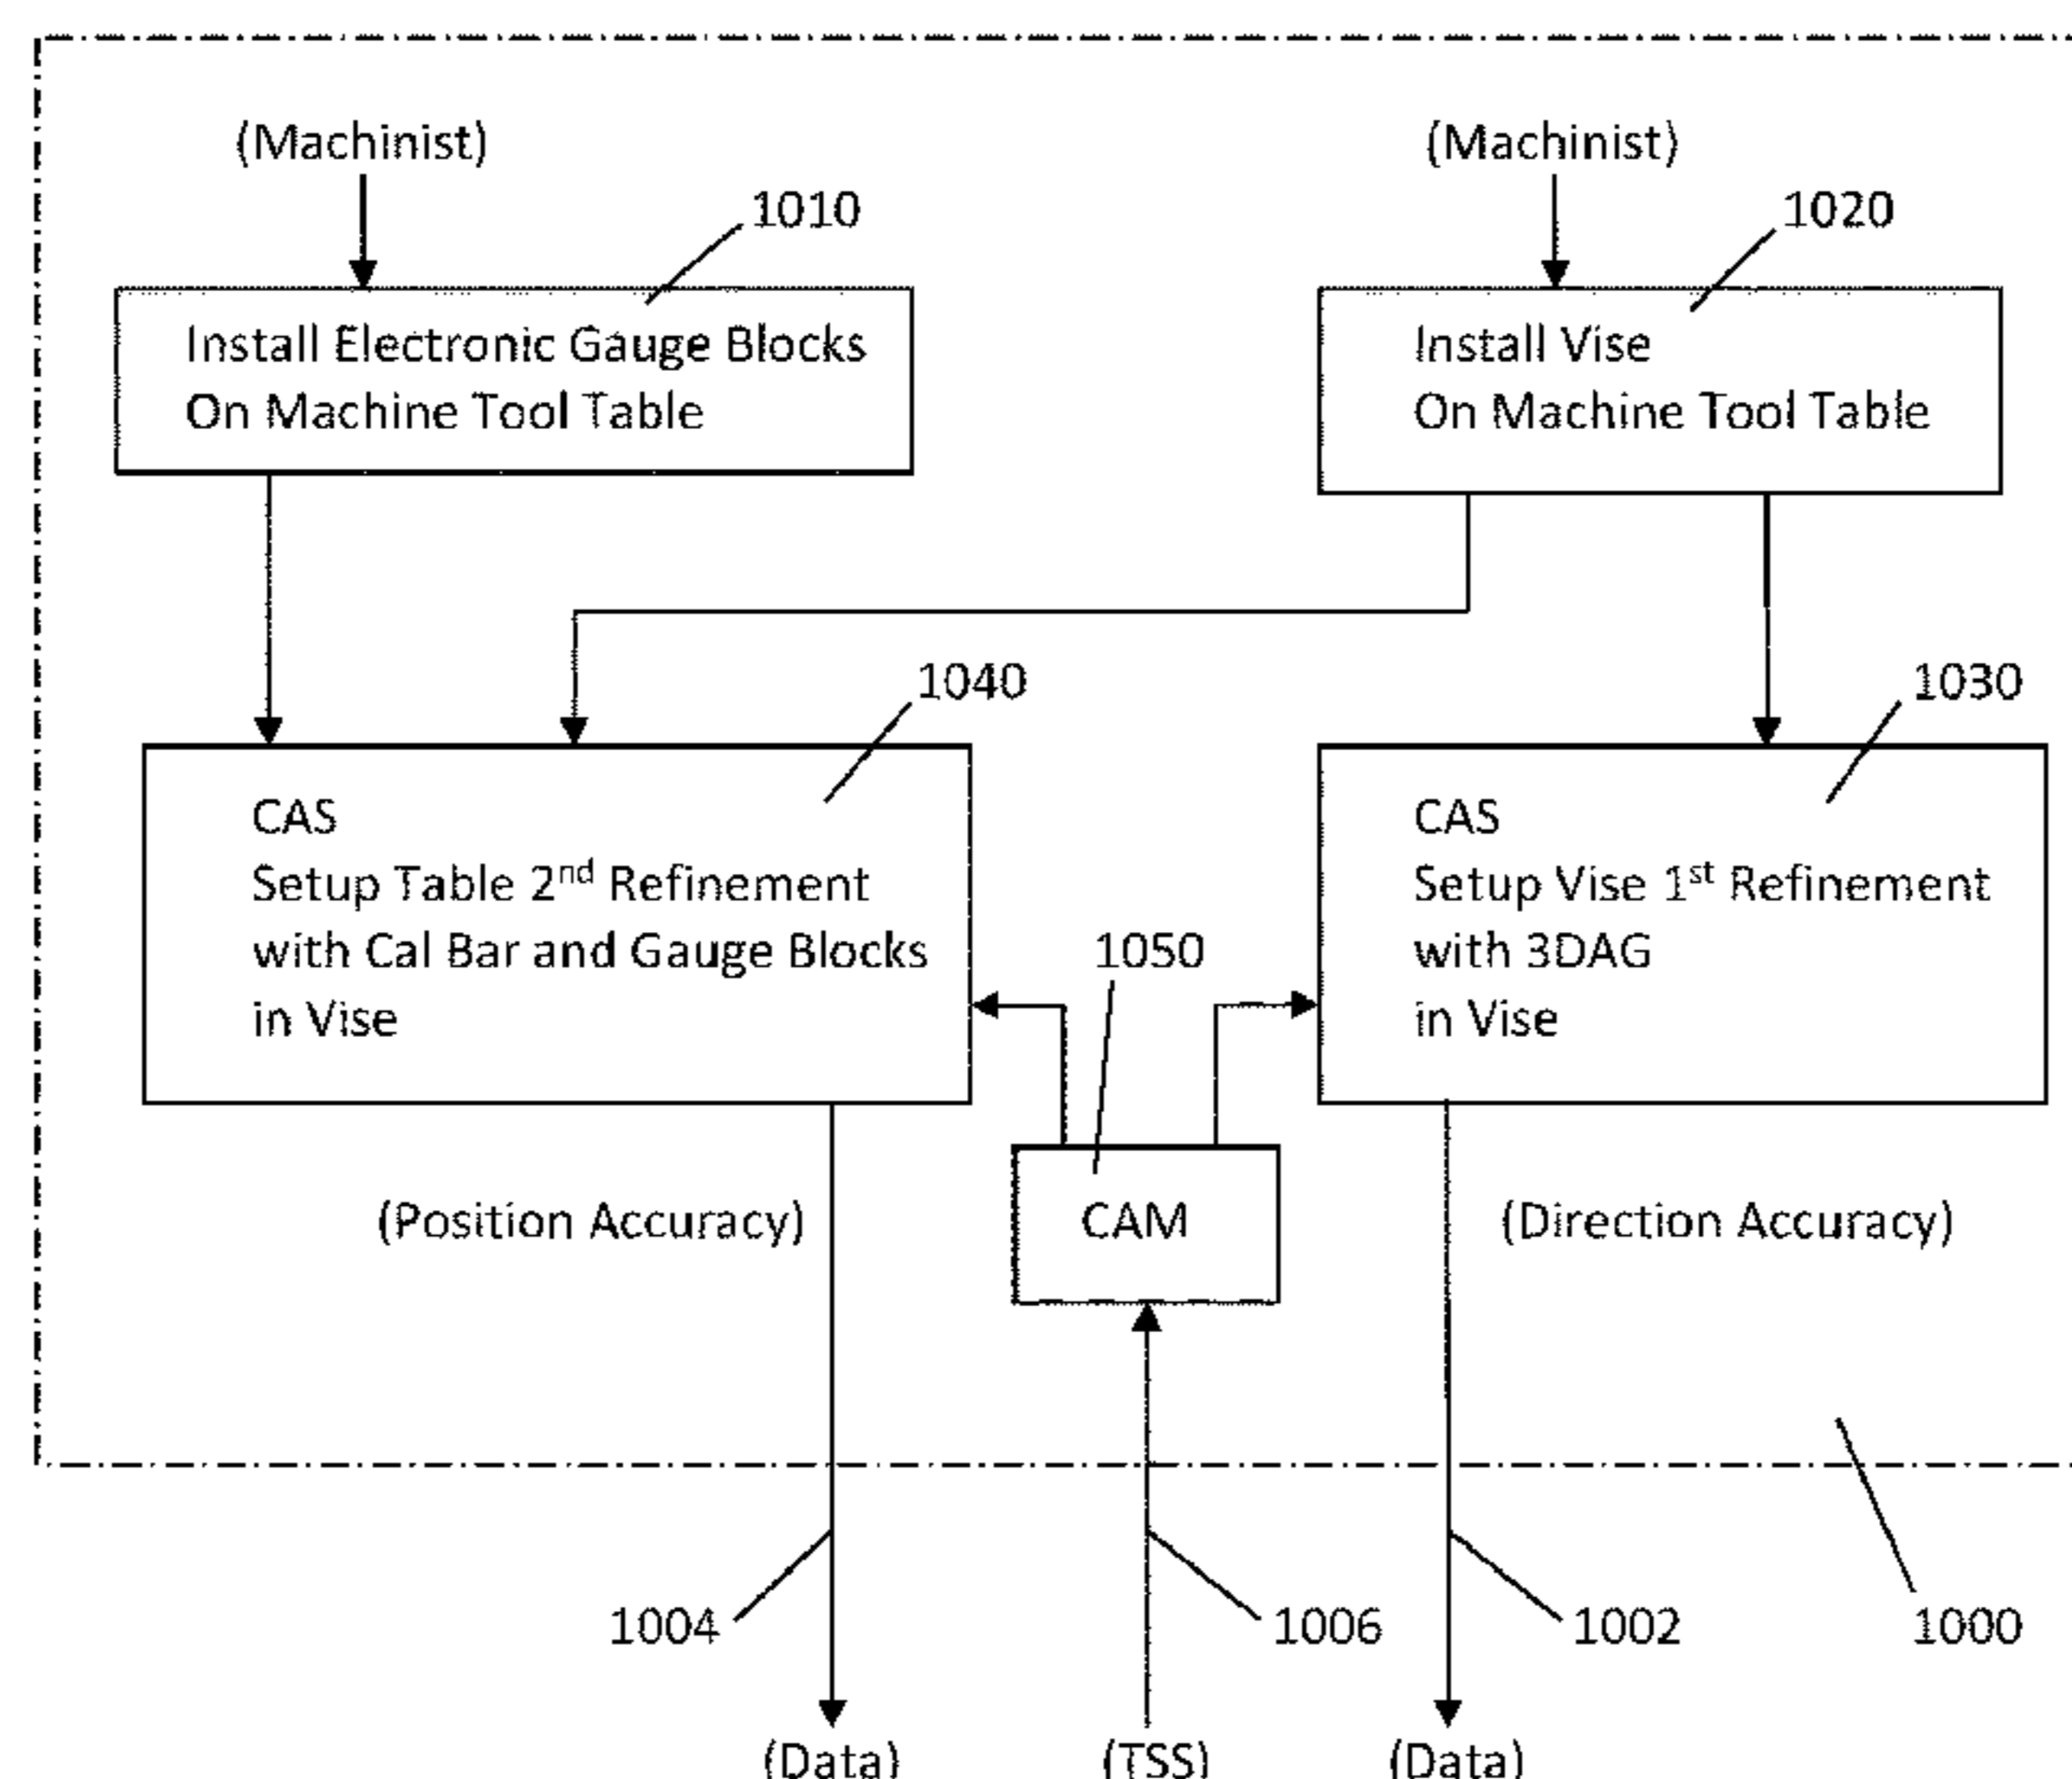 (Machinist)
(Machinist)
1010
1020
Install Electronic Gauge Blocks
On Machine Tool Table
Install Vise
On Machine Tool Table
1040
1030
CAS
Setup Table 2nd Refinement
with Cal Bar and Gauge Blocks
in Vise
CAS
Setup Vise 1st Refinement
with 3DAG
in Vise
1050
CAM
(Position Accuracy)
(Direction Accuracy)
1004
1006
1002
1000
(Data)
(TSS)
(Data)